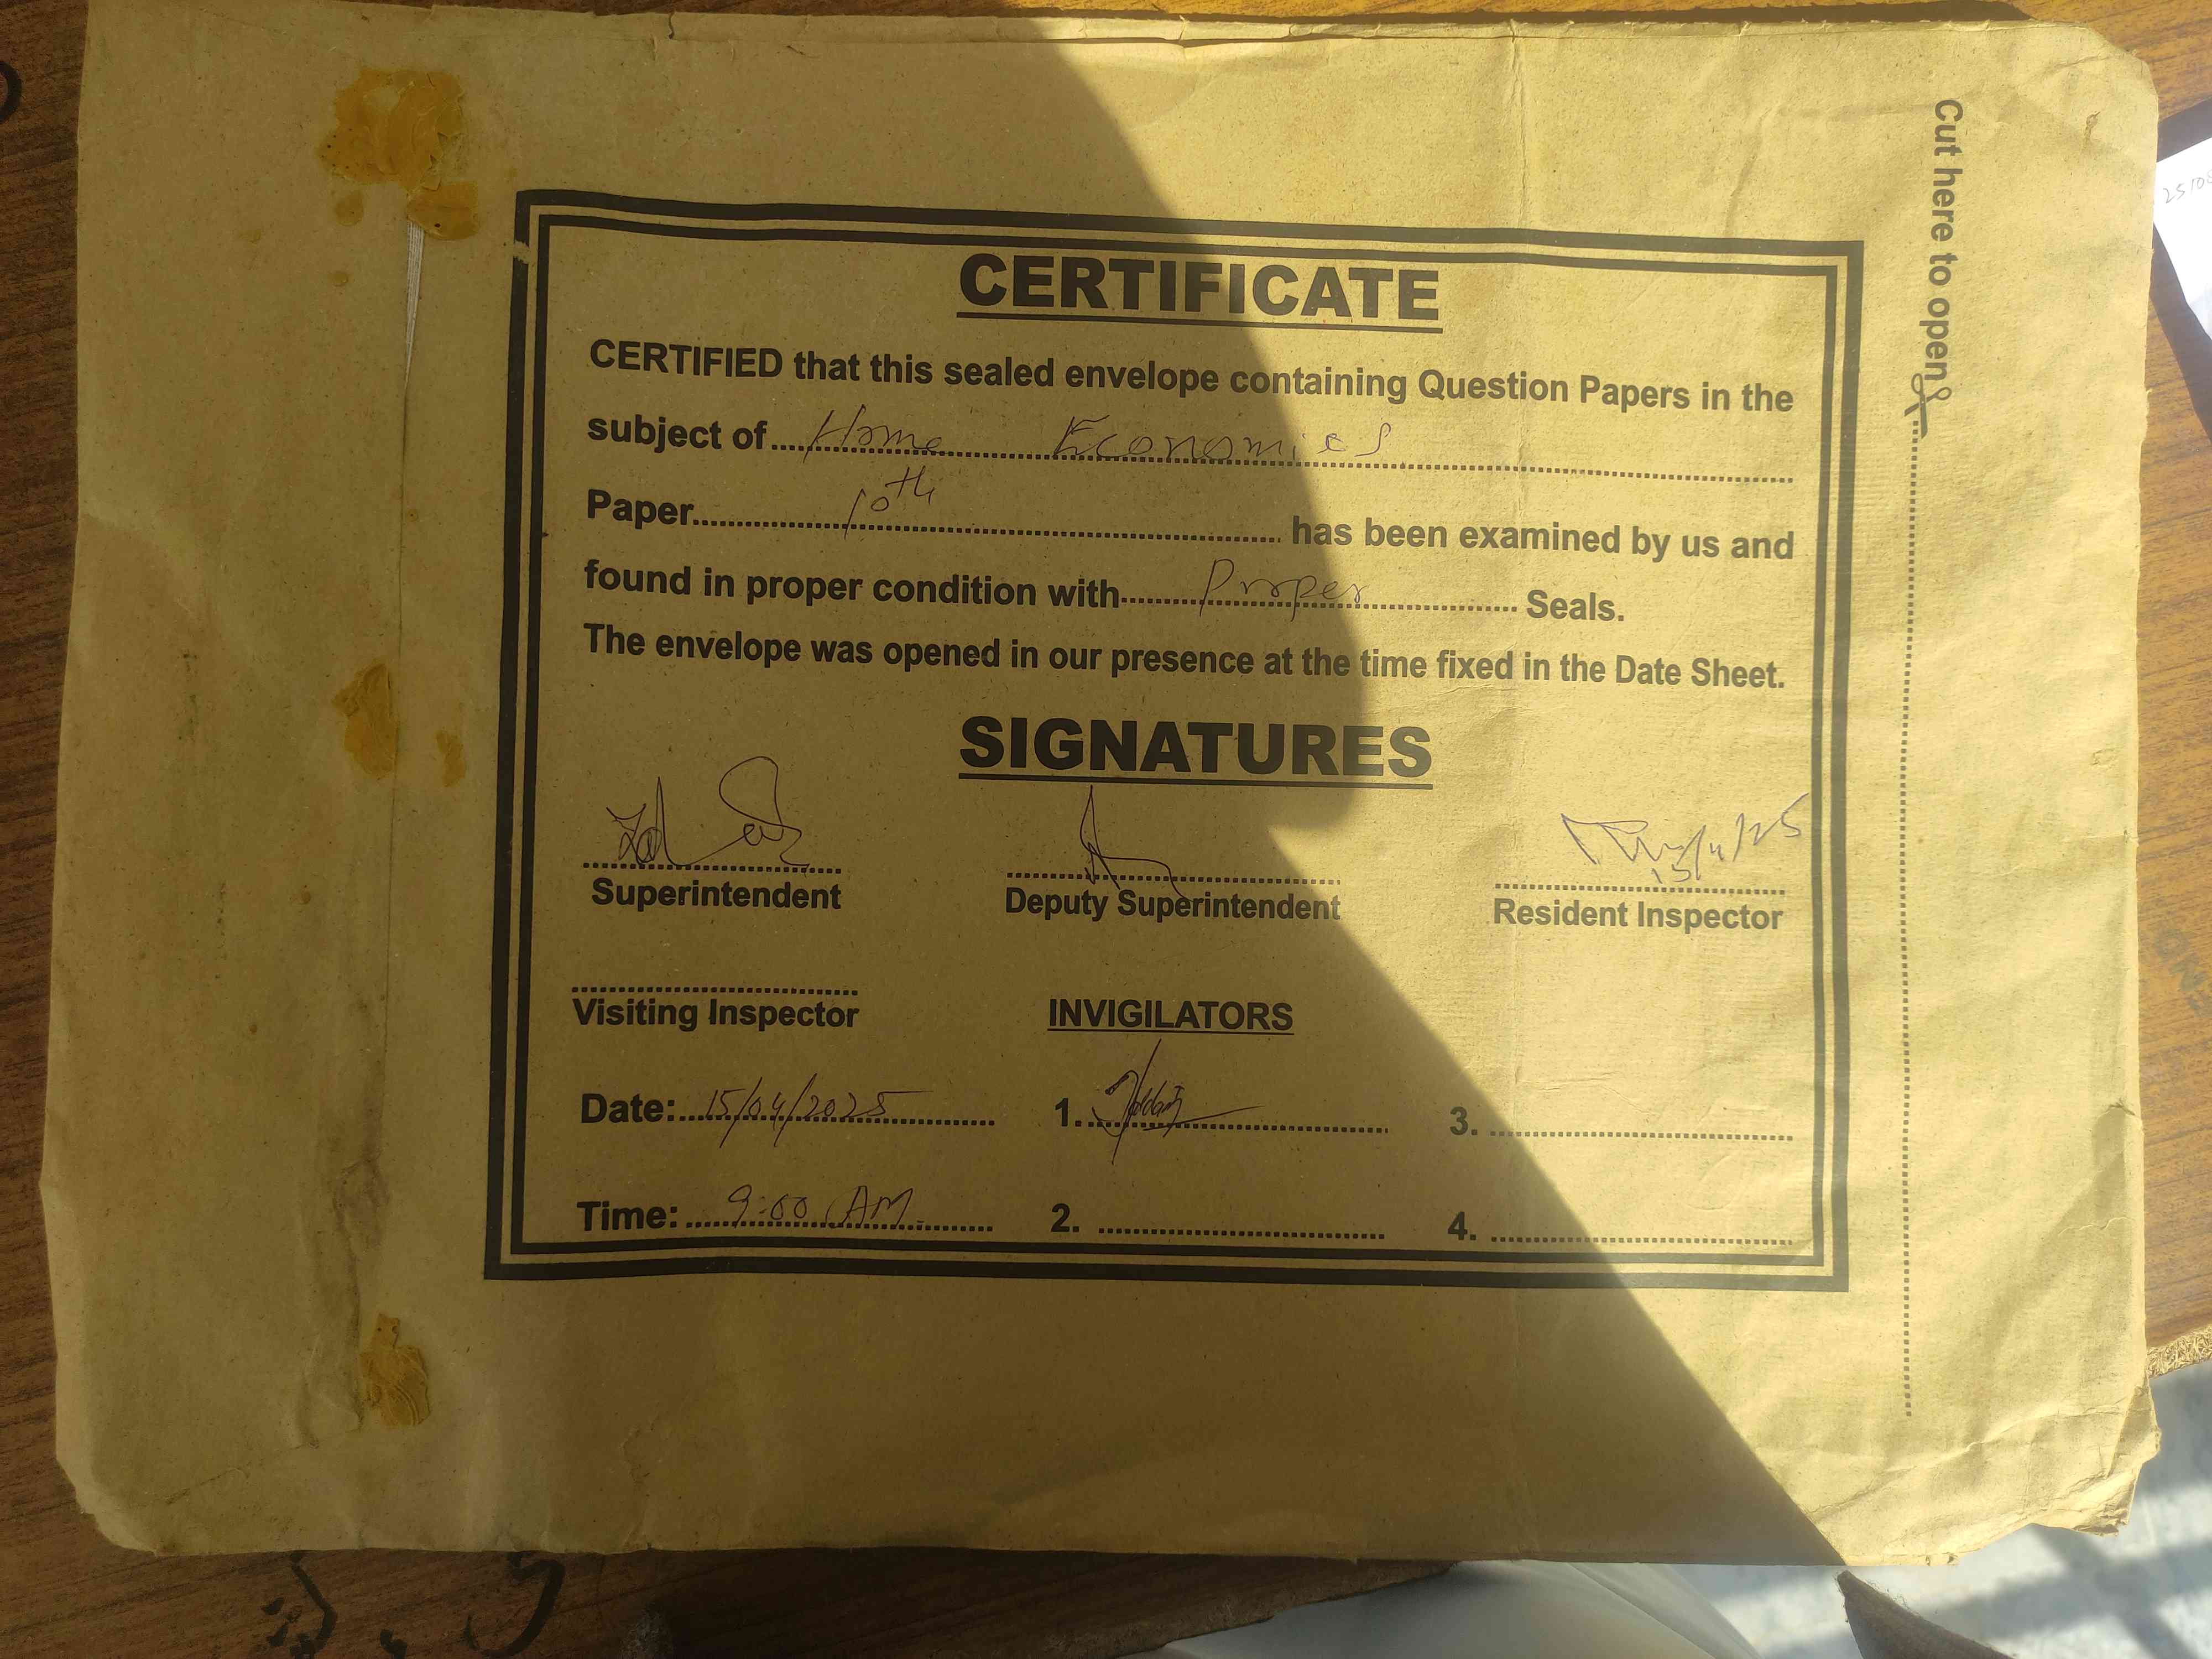 Cut here to open
CERTIFICATE
CERTIFIED that this sealed envelope containing Question Papers in the
subject of Home Economics
Paper 10th has been examined by us and
found in proper condition with Proper Seals.
The envelope was opened in our presence at the time fixed in the Date Sheet.
SIGNATURES
Superintendent Deputy Superintendent Resident Inspector
Visiting Inspector INVIGILATORS
Date: 15/04/2025 1. 3.
Time: 9:00 AM 2. 4.